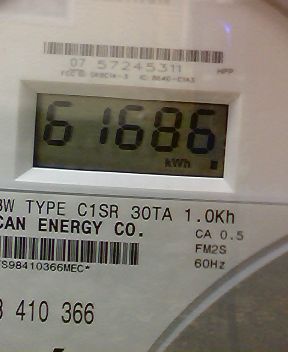 07 57245311 HPP
61686
kWh
3W TYPE C1SR 30TA 1.0Kh
CAN ENERGY CO. CA 0.5
FM2S
60Hz
S98410366MEC*
410 366